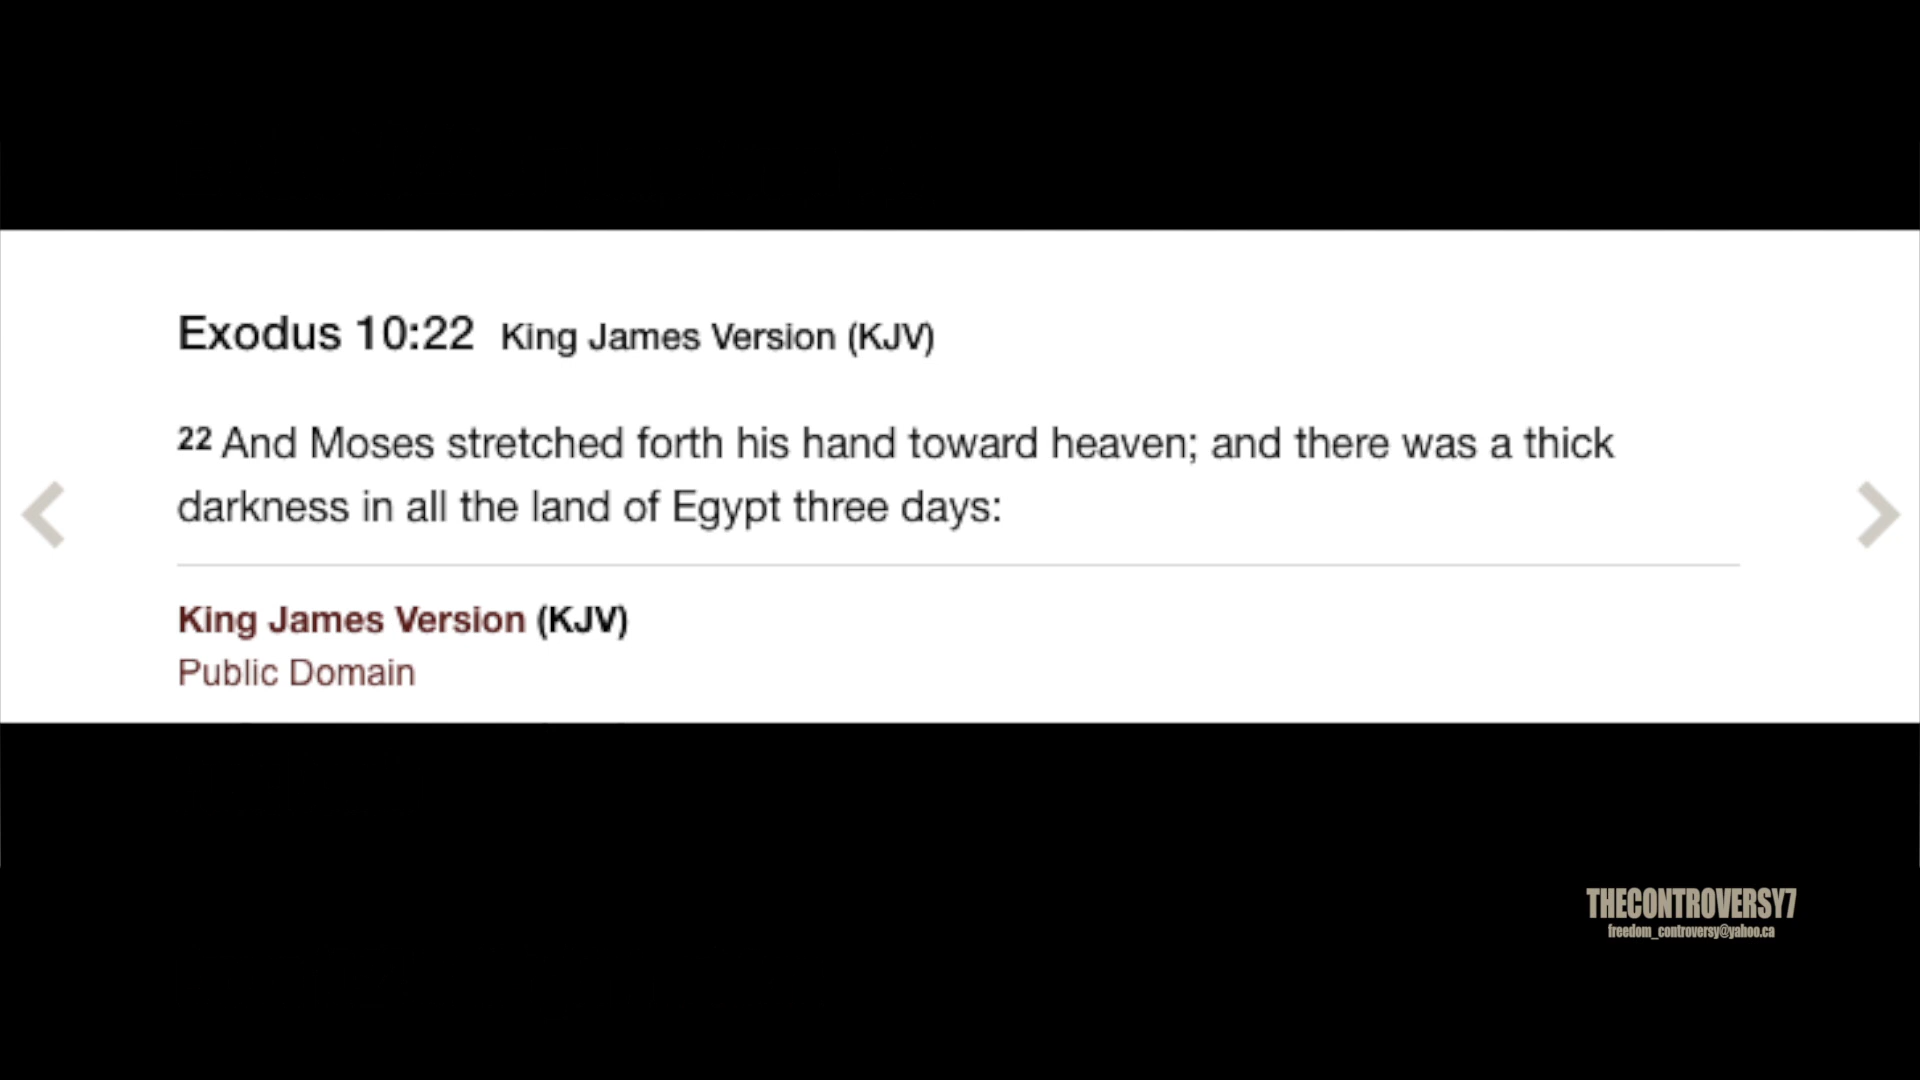 Exodus 10:22 King James Version (KJV)
22 And Moses stretched forth his hand toward heaven; and there was a thick
darkness in all the land of Egypt three days:
King James Version (KJV)
Public Domain
THECONTROVERSY7
freedom_controversy@yahoo.ca